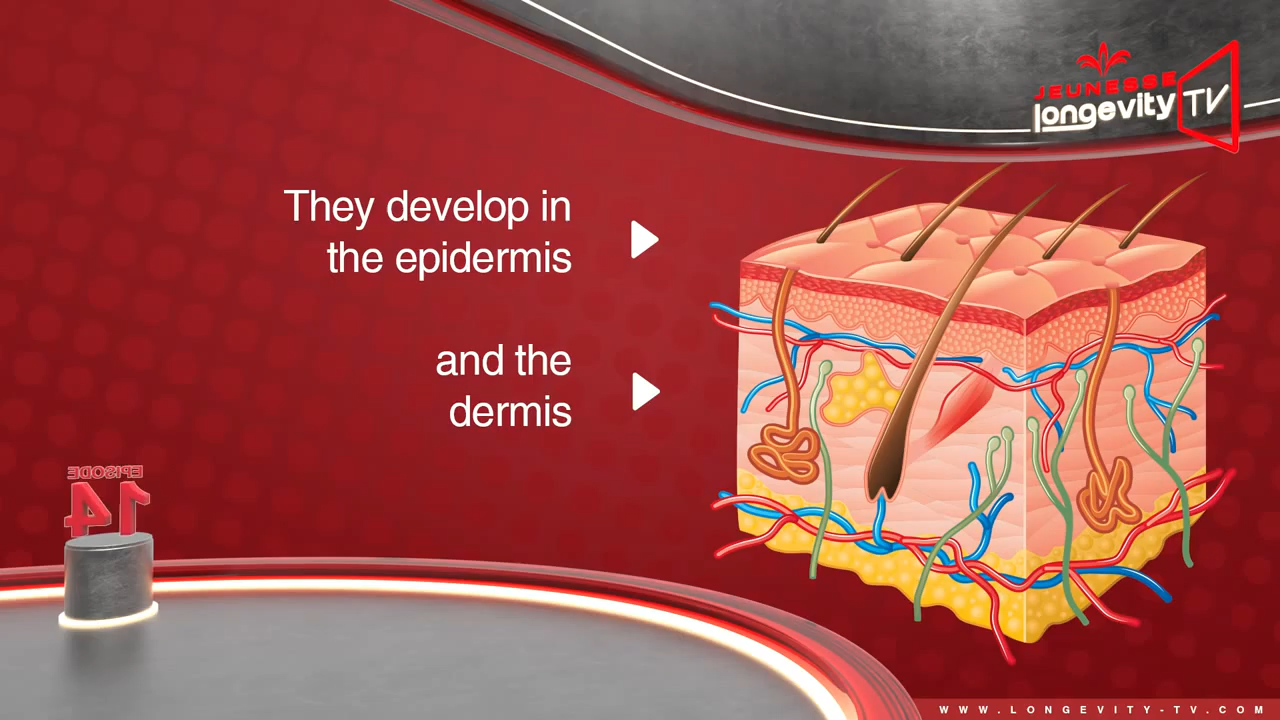 JEUNESSE
longevity TV
They develop in
the epidermis
and the
dermis
EPISODE
14
WWW.LONGEVITY-TV.COM